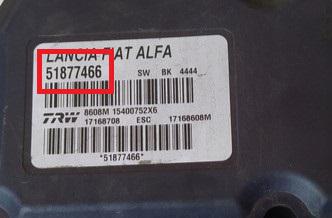 LANCIA FIAT ALFA
51877466 SW BK 4444
TRW 8608M 15400752X6
17168708 ESC 17168608M
*51877466*